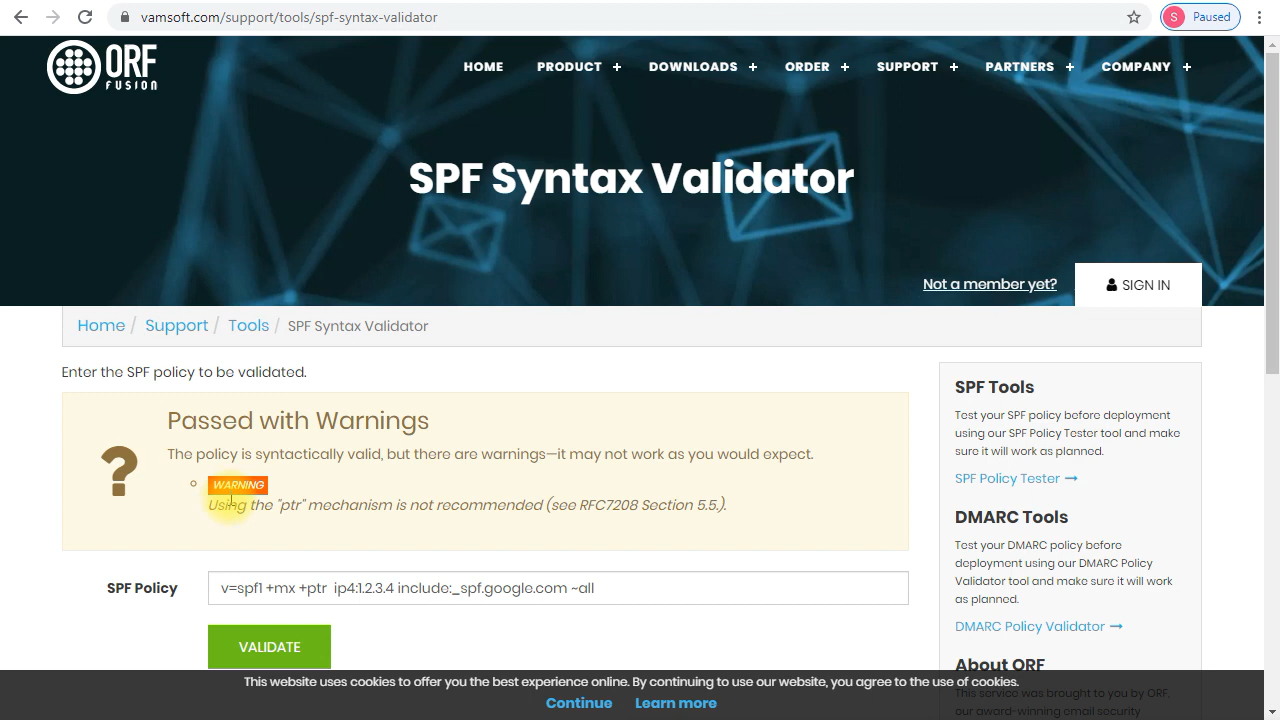 vamsoft.com/support/tools/spf-syntax-validator
S Paused
ORF
FUSION
HOME PRODUCT + DOWNLOADS + ORDER + SUPPORT + PARTNERS + COMPANY +
SPF Syntax Validator
Not a member yet? SIGN IN
Home / Support / Tools / SPF Syntax Validator
Enter the SPF policy to be validated.
?
Passed with Warnings
The policy is syntactically valid, but there are warnings—it may not work as you would expect.
WARNING
Using the "ptr" mechanism is not recommended (see RFC7208 Section 5.5.).
SPF Policy v=spf1 +mx +ptr  ip4:1.2.3.4 include:_spf.google.com ~all
VALIDATE
SPF Tools
Test your SPF policy before deployment
using our SPF Policy Tester tool and make
sure it will work as planned.
SPF Policy Tester →
DMARC Tools
Test your DMARC policy before
deployment using our DMARC Policy
Validator tool and make sure it will work
as planned.
DMARC Policy Validator →
About ORF
This service was brought to you by ORF,
our award-winning email security
This website uses cookies to offer you the best experience online. By continuing to use our website, you agree to the use of cookies.
Continue Learn more